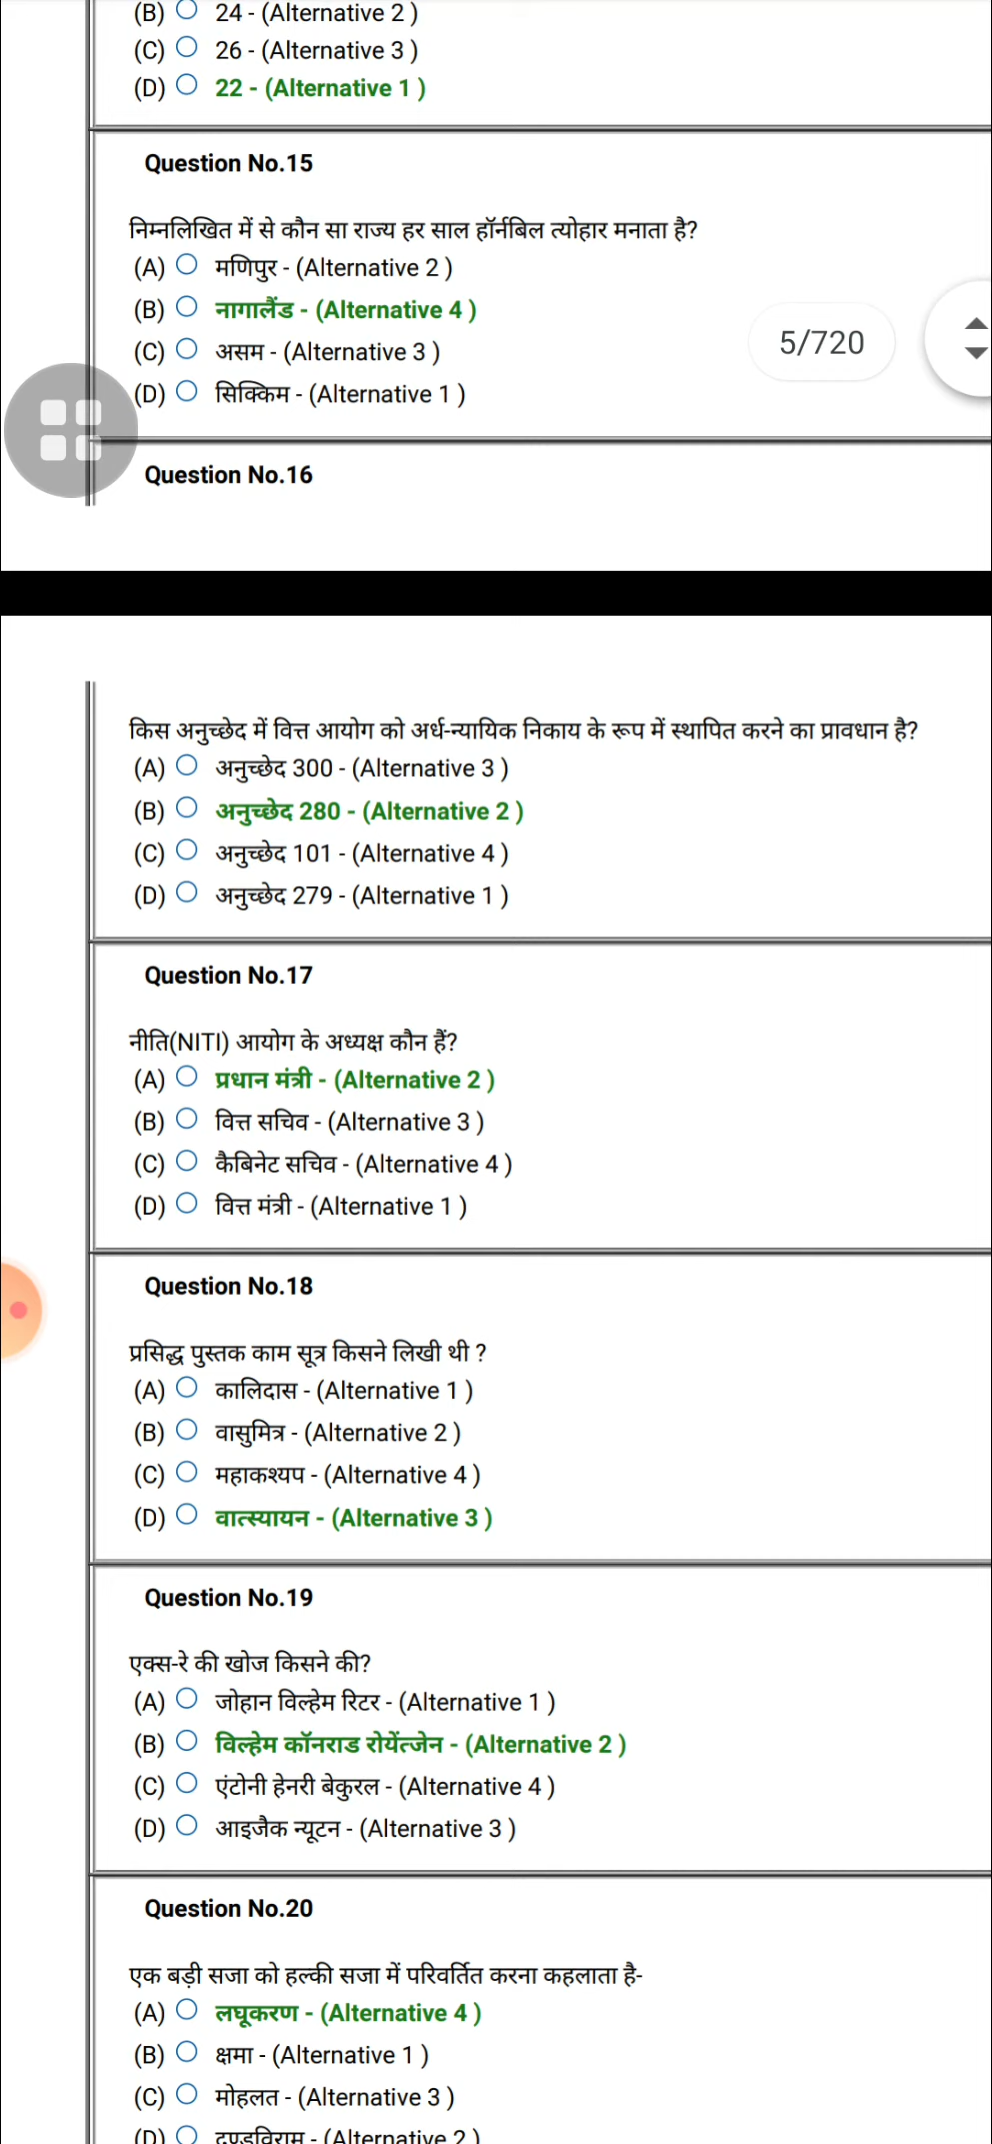 (B) 24 - (Alternative 2 )
(C) 26 - (Alternative 3 )
(D) 22 - (Alternative 1 )
Question No.15
निम्नलिखित में से कौन सा राज्य हर साल हॉर्नबिल त्योहार मनाता है?
(A) मणिपुर - (Alternative 2 )
(B) नागालैंड - (Alternative 4 )
5/720
(C) असम - (Alternative 3 )
(D) सिक्किम - (Alternative 1 )
Question No.16
किस अनुच्छेद में वित्त आयोग को अर्ध-न्यायिक निकाय के रूप में स्थापित करने का प्रावधान है?
(A) अनुच्छेद 300 - (Alternative 3 )
(B) अनुच्छेद 280 - (Alternative 2 )
(C) अनुच्छेद 101 - (Alternative 4 )
(D) अनुच्छेद 279 - (Alternative 1 )
Question No.17
नीति(NITI) आयोग के अध्यक्ष कौन हैं?
(A) प्रधान मंत्री - (Alternative 2 )
(B) वित्त सचिव - (Alternative 3 )
(C) कैबिनेट सचिव - (Alternative 4 )
(D) वित्त मंत्री - (Alternative 1 )
Question No.18
प्रसिद्ध पुस्तक काम सूत्र किसने लिखी थी ?
(A) कालिदास - (Alternative 1 )
(B) वासुमित्र - (Alternative 2 )
(C) महाकश्यप - (Alternative 4 )
(D) वात्स्यायन - (Alternative 3 )
Question No.19
एक्स-रे की खोज किसने की?
(A) जोहान विल्हेम रिटर - (Alternative 1 )
(B) विल्हेम कॉनराड रोयेंत्जेन - (Alternative 2 )
(C) एंटोनी हेनरी बेकुरल - (Alternative 4 )
(D) आइजैक न्यूटन - (Alternative 3 )
Question No.20
एक बड़ी सजा को हल्की सजा में परिवर्तित करना कहलाता है-
(A) लघूकरण - (Alternative 4 )
(B) क्षमा - (Alternative 1 )
(C) मोहलत - (Alternative 3 )
(D) दण्डविराम - (Alternative 2 )